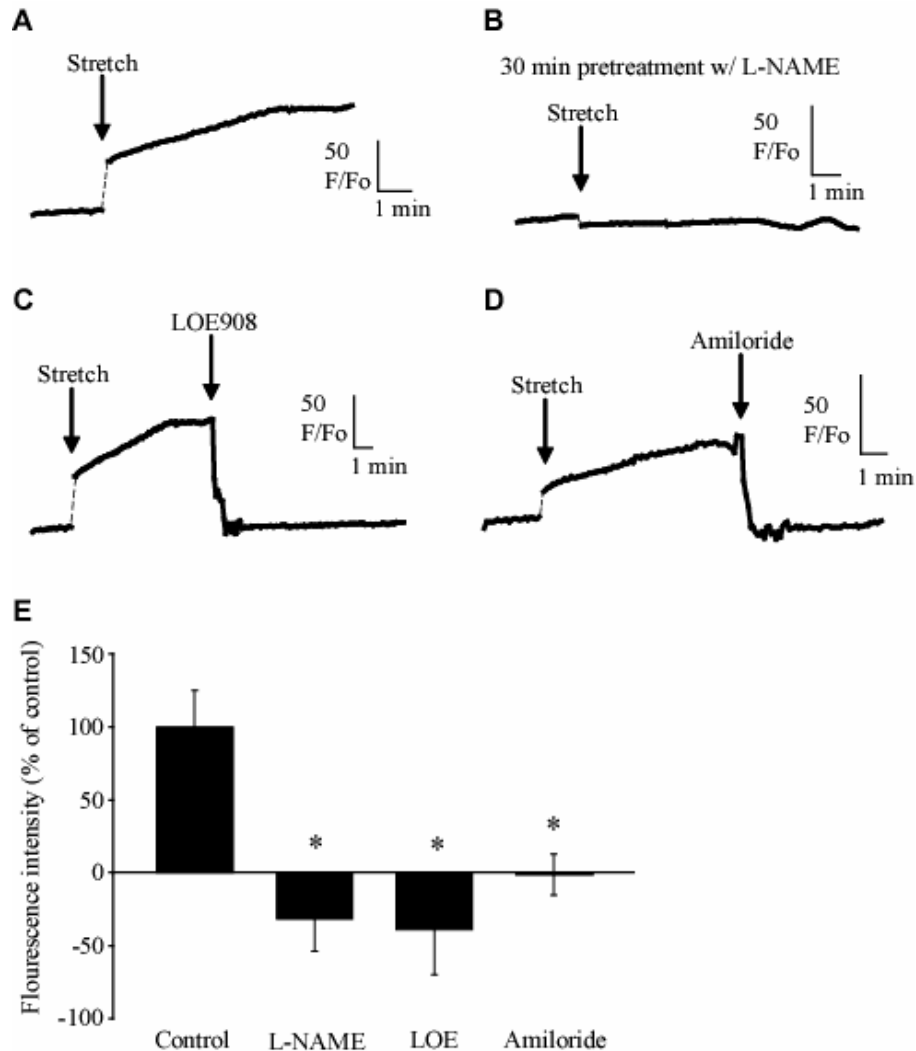 A
Stretch
50
F/Fo
1 min
B
30 min pretreatment w/ L-NAME
Stretch
50
F/Fo
1 min
C
LOE908
Stretch
50
F/Fo
1 min
D
Amiloride
Stretch
50
F/Fo
1 min
E
Flourescence intensity (% of control)
150
100
50
0
-50
-100
* * *
Control L-NAME LOE Amiloride